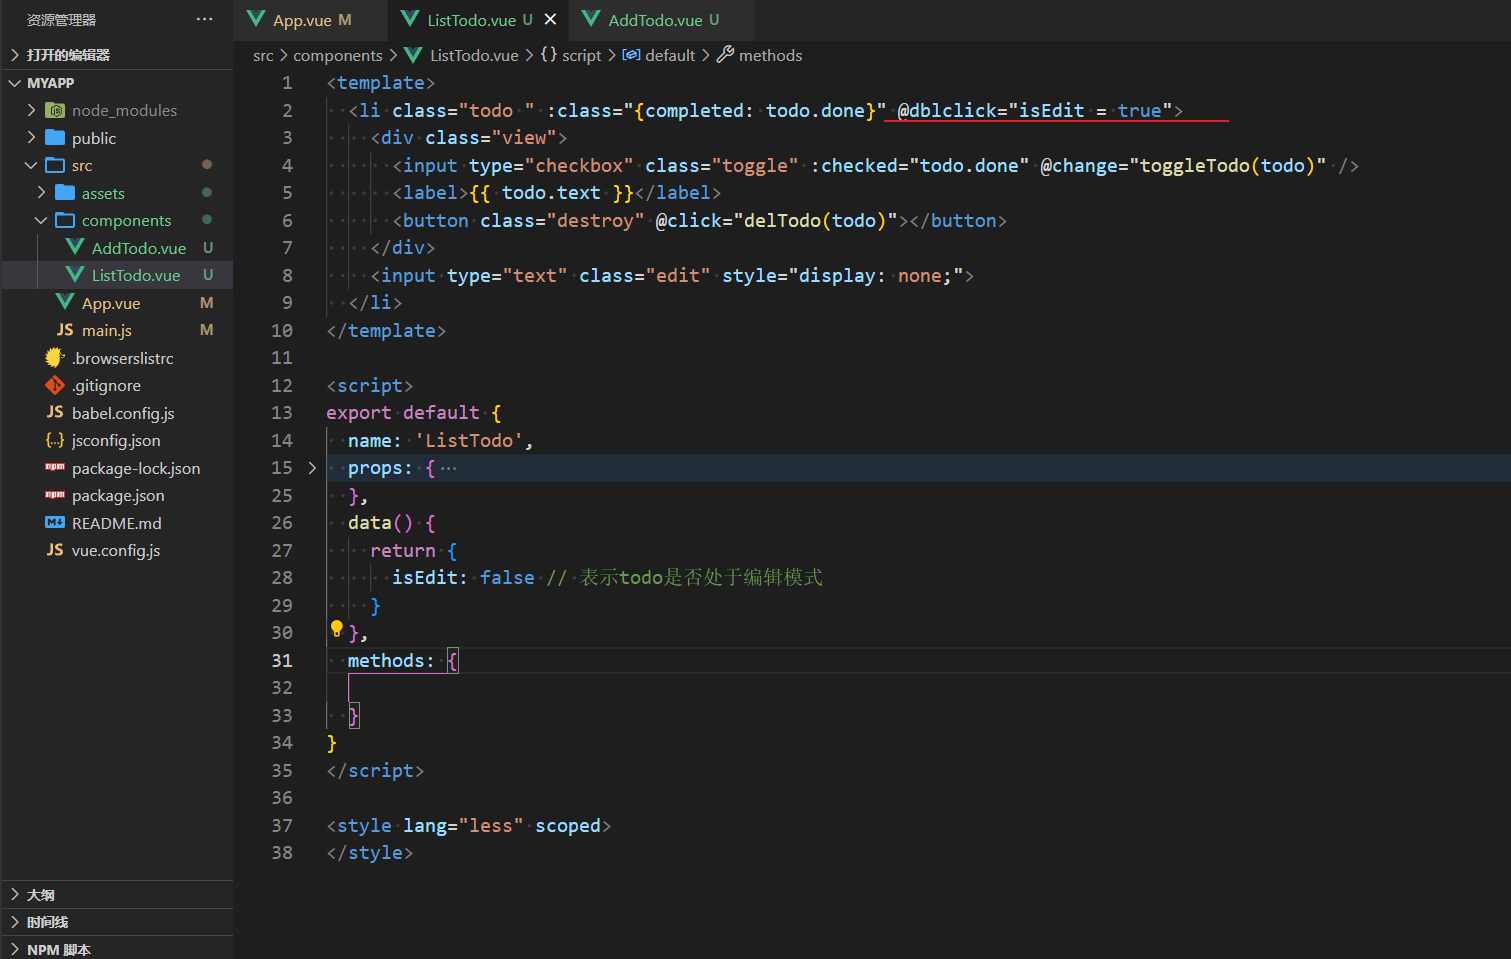 资源管理器 ···
打开的编辑器
MYAPP
node_modules
public
src
assets
components
AddTodo.vue U
ListTodo.vue U
App.vue M
JS main.js M
.browserslistrc
.gitignore
JS babel.config.js
{..} jsconfig.json
npm package-lock.json
npm package.json
README.md
JS vue.config.js
大纲
时间线
NPM 脚本
App.vue M
ListTodo.vue U
AddTodo.vue U
src > components > ListTodo.vue > {} script > default > methods
1 <template>
2 <li class="todo " :class="{completed: todo.done}" @dblclick="isEdit = true">
3 <div class="view">
4 <input type="checkbox" class="toggle" :checked="todo.done" @change="toggleTodo(todo)" />
5 <label>{{ todo.text }}</label>
6 <button class="destroy" @click="delTodo(todo)"></button>
7 </div>
8 <input type="text" class="edit" style="display: none;">
9 </li>
10 </template>
11
12 <script>
13 export default {
14 name: 'ListTodo',
15 props: { ···
25 },
26 data() {
27 return {
28 isEdit: false // 表示todo是否处于编辑模式
29 }
30 },
31 methods: {
32
33 }
34 }
35 </script>
36
37 <style lang="less" scoped>
38 </style>